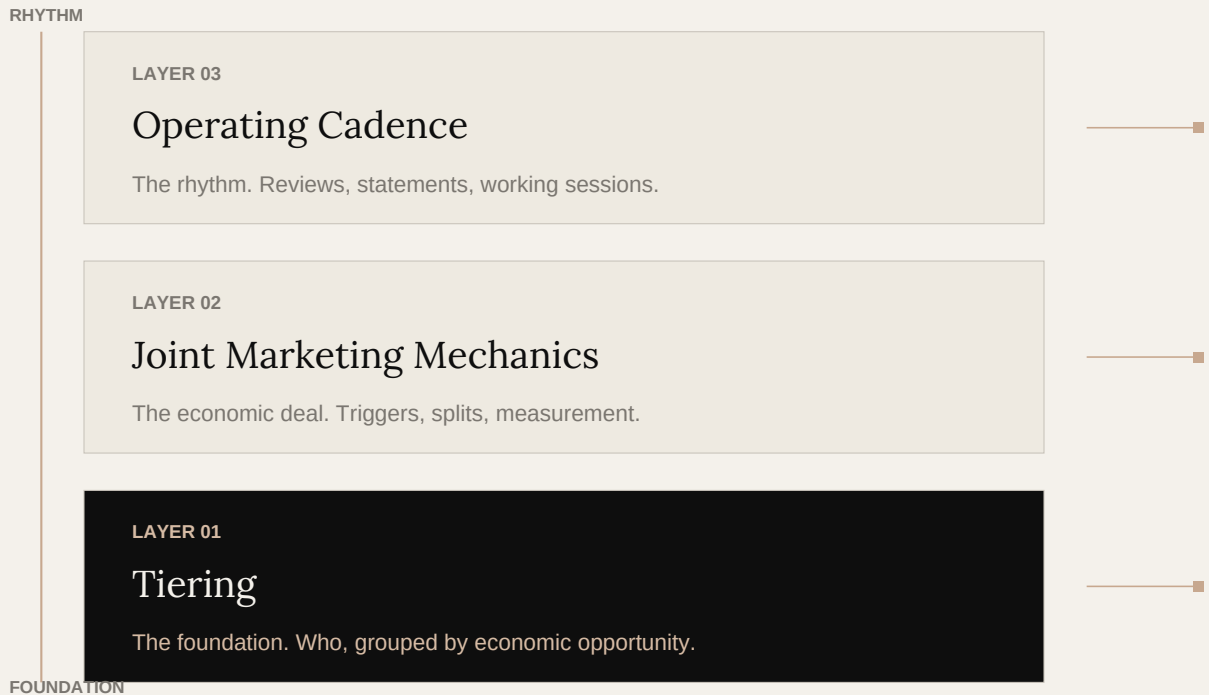 RHYTHM
LAYER 03
Operating Cadence
The rhythm. Reviews, statements, working sessions.
LAYER 02
Joint Marketing Mechanics
The economic deal. Triggers, splits, measurement.
LAYER 01
Tiering
The foundation. Who, grouped by economic opportunity.
FOUNDATION